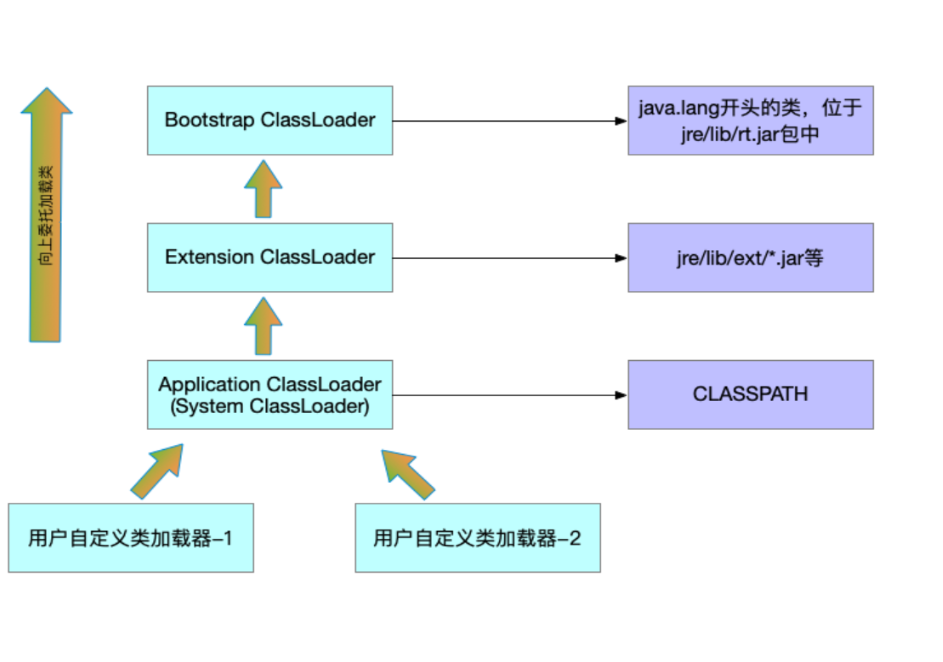 Bootstrap ClassLoader
java.lang开头的类，位于
jre/lib/rt.jar包中
向上委托加载类
Extension ClassLoader
jre/lib/ext/*.jar等
Application ClassLoader
(System ClassLoader)
CLASSPATH
用户自定义类加载器–1
用户自定义类加载器–2